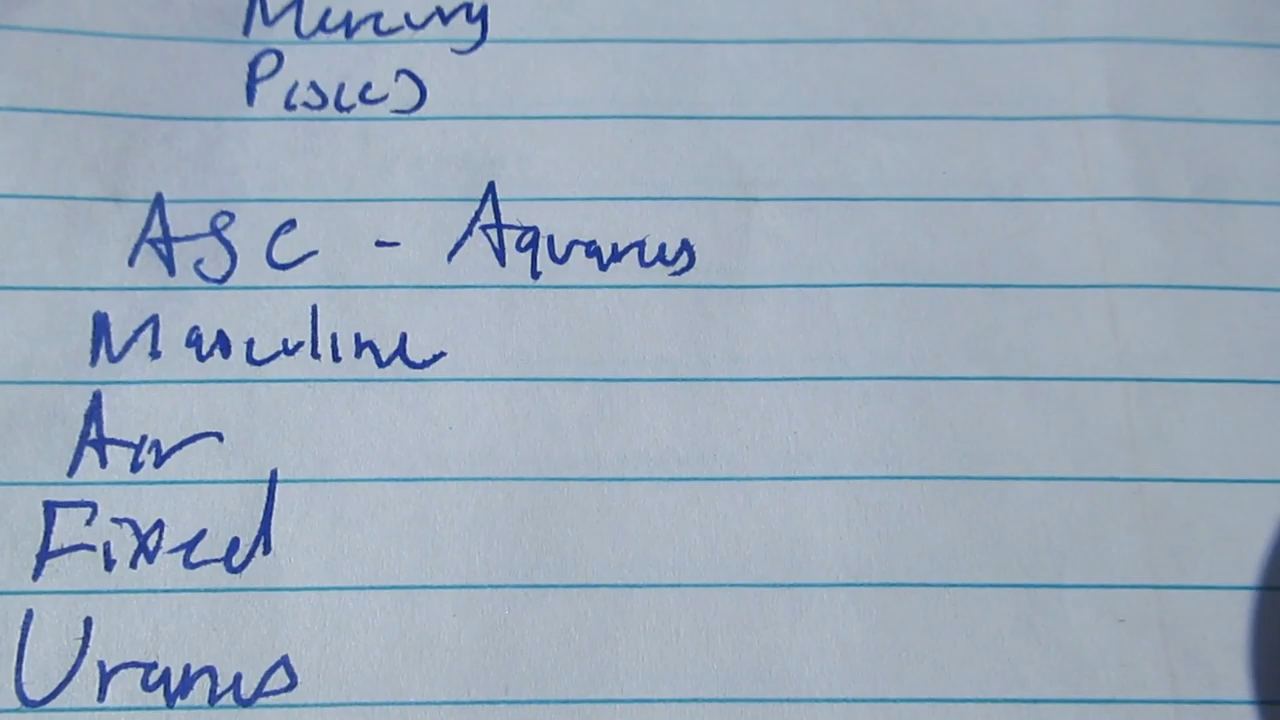 Mercury
Pisces
ASC - Aquarius
Masculine
Air
Fixed
Uranus